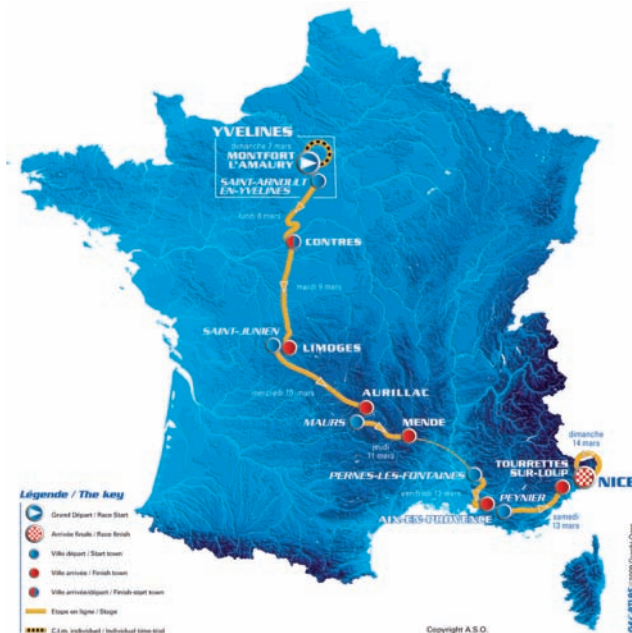 YVELINES
dimanche 7 mars
MONTFORT
L'AMAURY
SAINT-ARNOULT
EN-YVELINES
lundi 8 mars
CONTRES
mardi 9 mars
SAINT-JUNIEN
LIMOGES
mercredi 10 mars
AURILLAC
MAURS
MENDE
jeudi
11 mars
PERNES-LES-FONTAINES
vendredi 12 mars
AIX-EN-PROVENCE
PEYNIER
TOURRETTES
SUR-LOUP
dimanche
14 mars
NICE
samedi
13 mars
Légende / The key
Grand Départ / Race Start
Arrivée finale / Race finish
Ville départ / Start town
Ville arrivée / Finish town
Ville arrivée/départ / Finish-start town
Etape en ligne / Stage
C.l.m. individuel / Individual time-trial
Copyright A.S.O.